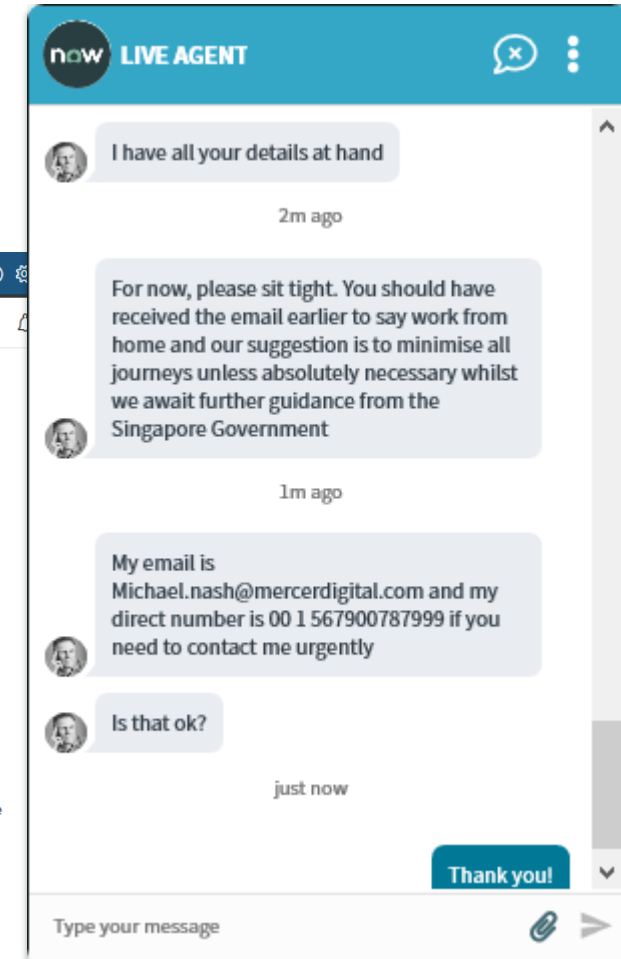 now LIVE AGENT
I have all your details at hand
2m ago
For now, please sit tight. You should have
received the email earlier to say work from
home and our suggestion is to minimise all
journeys unless absolutely necessary whilst
we await further guidance from the
Singapore Government
1m ago
My email is
Michael.nash@mercerdigital.com and my
direct number is 00 1 567900787999 if you
need to contact me urgently
Is that ok?
just now
Thank you!
Type your message